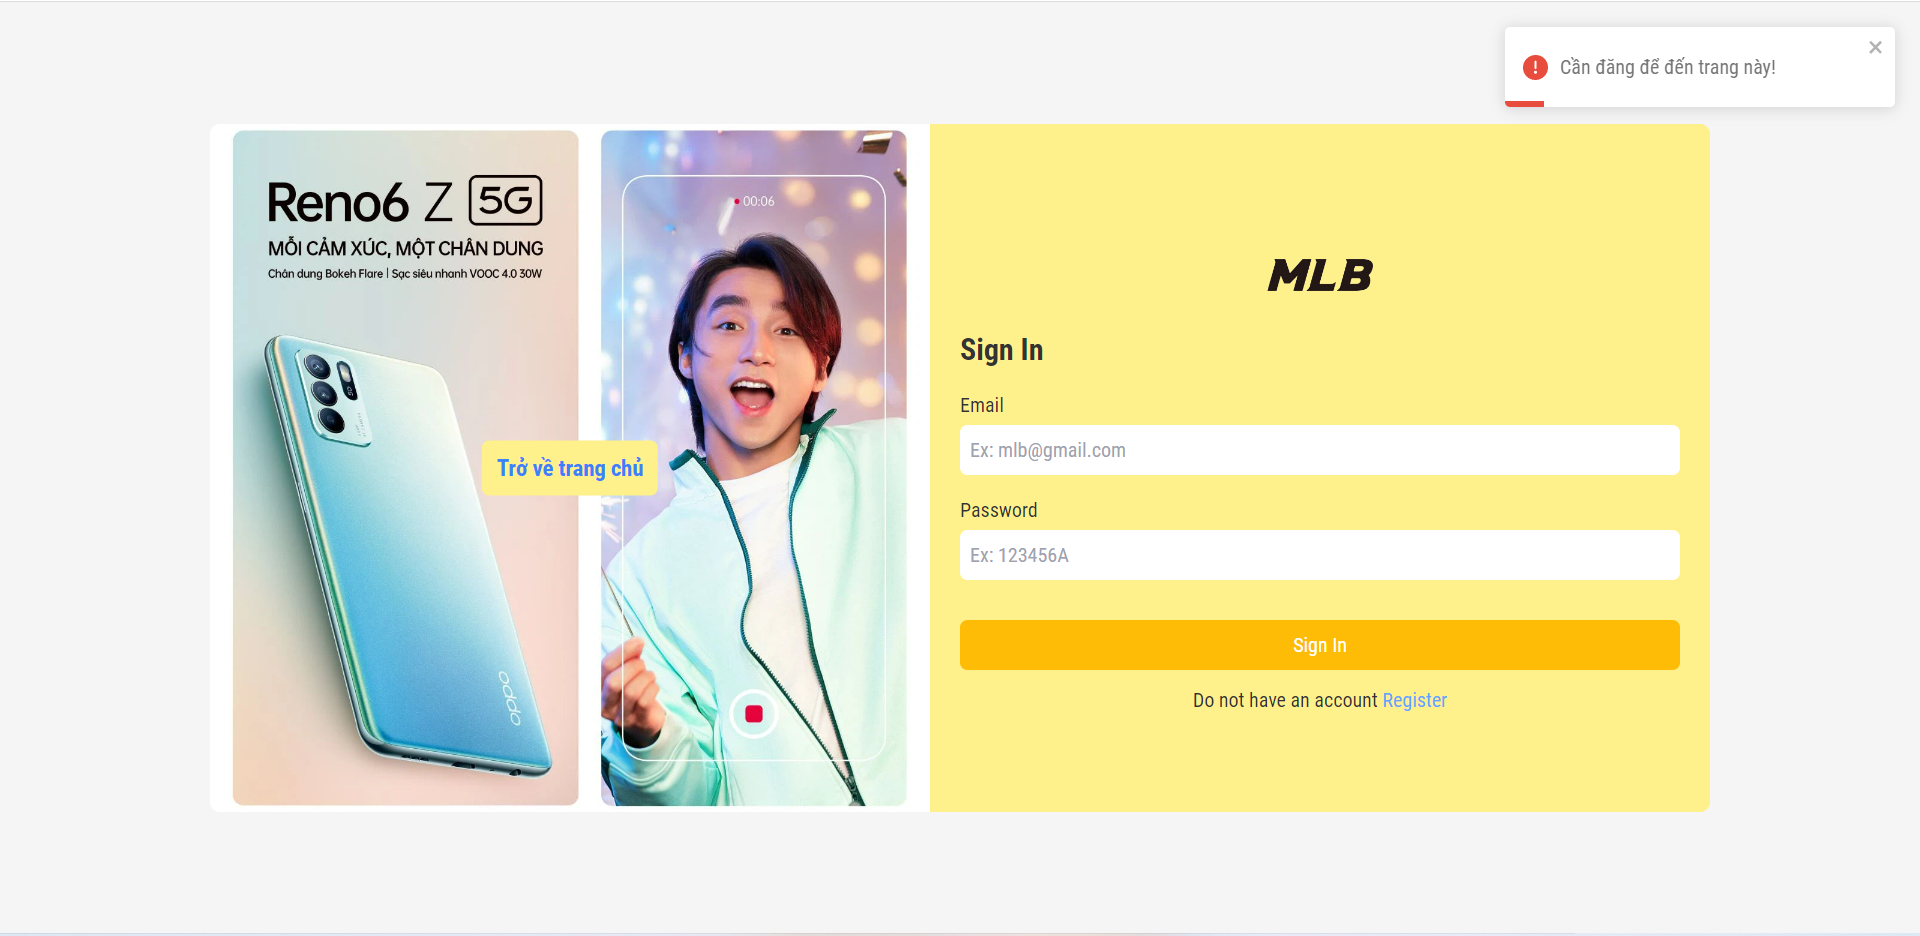 Cần đăng để đến trang này!
Reno6 Z 5G
MỖI CẢM XÚC, MỘT CHÂN DUNG
Chân dung Bokeh Flare | Sạc siêu nhanh VOOC 4.0 30W
00:06
Trở về trang chủ
oppo
MLB
Sign In
Email
Ex: mlb@gmail.com
Password
Ex: 123456A
Sign In
Do not have an account Register